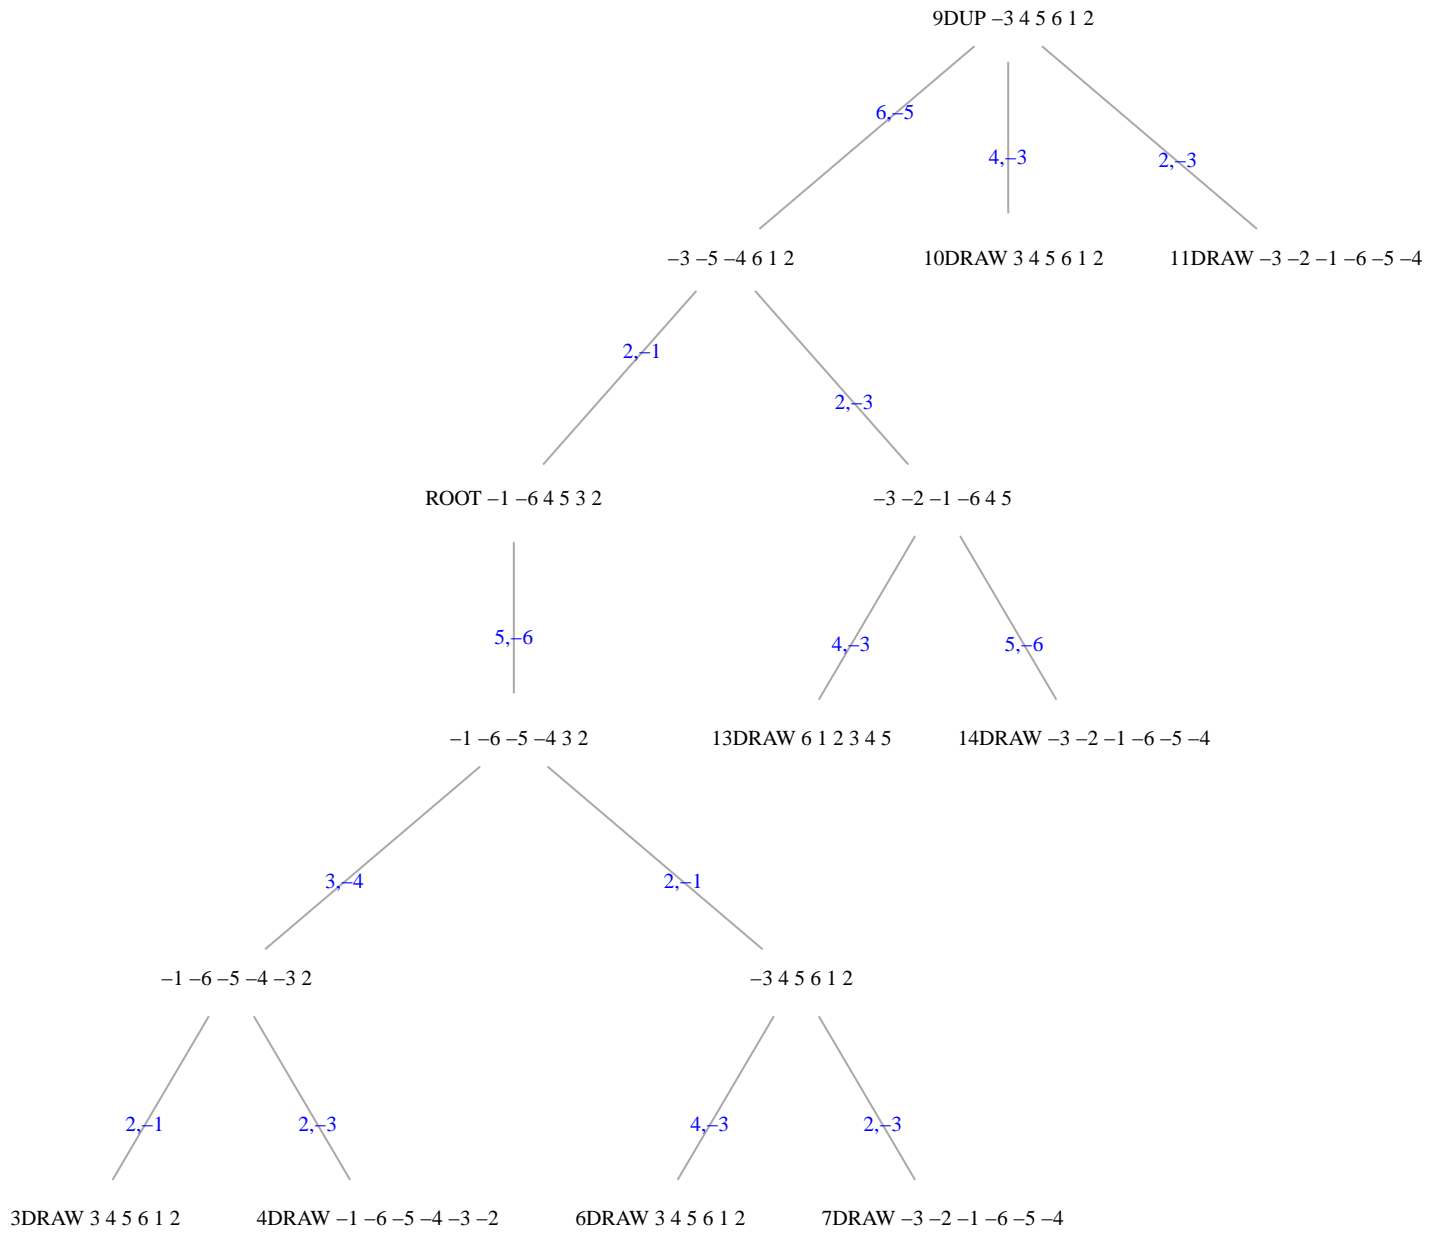 9DUP –3 4 5 6 1 2
6,–5
4,–3
2,–3
–3 –5 –4 6 1 2
10DRAW 3 4 5 6 1 2
11DRAW –3 –2 –1 –6 –5 –4
2,–1
2,–3
ROOT –1 –6 4 5 3 2
–3 –2 –1 –6 4 5
5,–6
4,–3
5,–6
–1 –6 –5 –4 3 2
13DRAW 6 1 2 3 4 5
14DRAW –3 –2 –1 –6 –5 –4
3,–4
2,–1
–1 –6 –5 –4 –3 2
–3 4 5 6 1 2
2,–1
2,–3
4,–3
2,–3
3DRAW 3 4 5 6 1 2
4DRAW –1 –6 –5 –4 –3 –2
6DRAW 3 4 5 6 1 2
7DRAW –3 –2 –1 –6 –5 –4